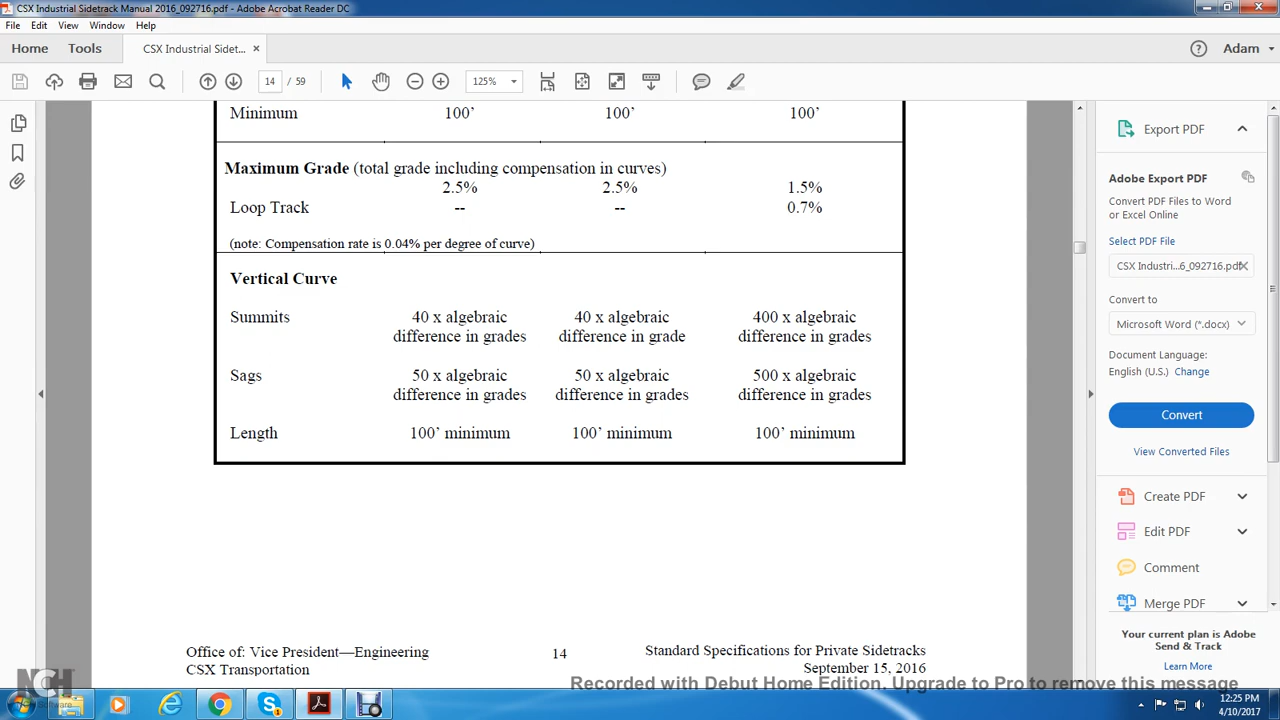 CSX Industrial Sidetrack Manual 2016_092716.pdf - Adobe Acrobat Reader DC
File Edit View Window Help
Home Tools CSX Industrial Sidet... × Adam
14 / 59 125%
Minimum 100’ 100’ 100’
Maximum Grade (total grade including compensation in curves)
2.5% 2.5% 1.5%
Loop Track -- -- 0.7%
(note: Compensation rate is 0.04% per degree of curve)
Vertical Curve
Summits 40 x algebraic 40 x algebraic 400 x algebraic
difference in grades difference in grade difference in grades
Sags 50 x algebraic 50 x algebraic 500 x algebraic
difference in grades difference in grades difference in grades
Length 100’ minimum 100’ minimum 100’ minimum
Office of: Vice President—Engineering 14 Standard Specifications for Private Sidetracks
CSX Transportation September 15, 2016
Export PDF
Adobe Export PDF
Convert PDF Files to Word
or Excel Online
Select PDF File
CSX Industri...6_092716.pdf
Convert to
Microsoft Word (*.docx)
Document Language:
English (U.S.) Change
Convert
View Converted Files
Create PDF
Edit PDF
Comment
Merge PDF
Your current plan is Adobe
Send & Track
Learn More
NCH Software
Recorded with Debut Home Edition. Upgrade to Pro to remove this message
12:25 PM
4/10/2017